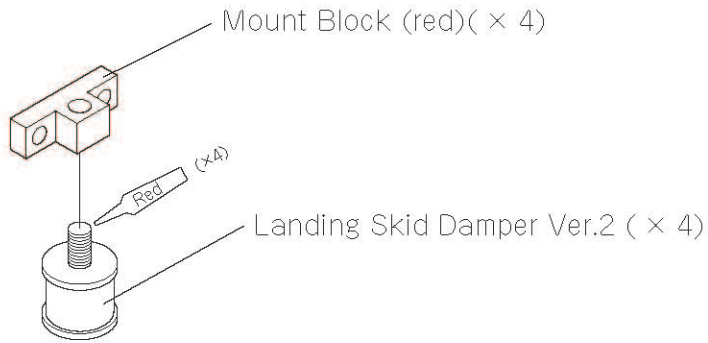 Mount Block (red)( × 4)
Red
(×4)
Landing Skid Damper Ver.2 ( × 4)